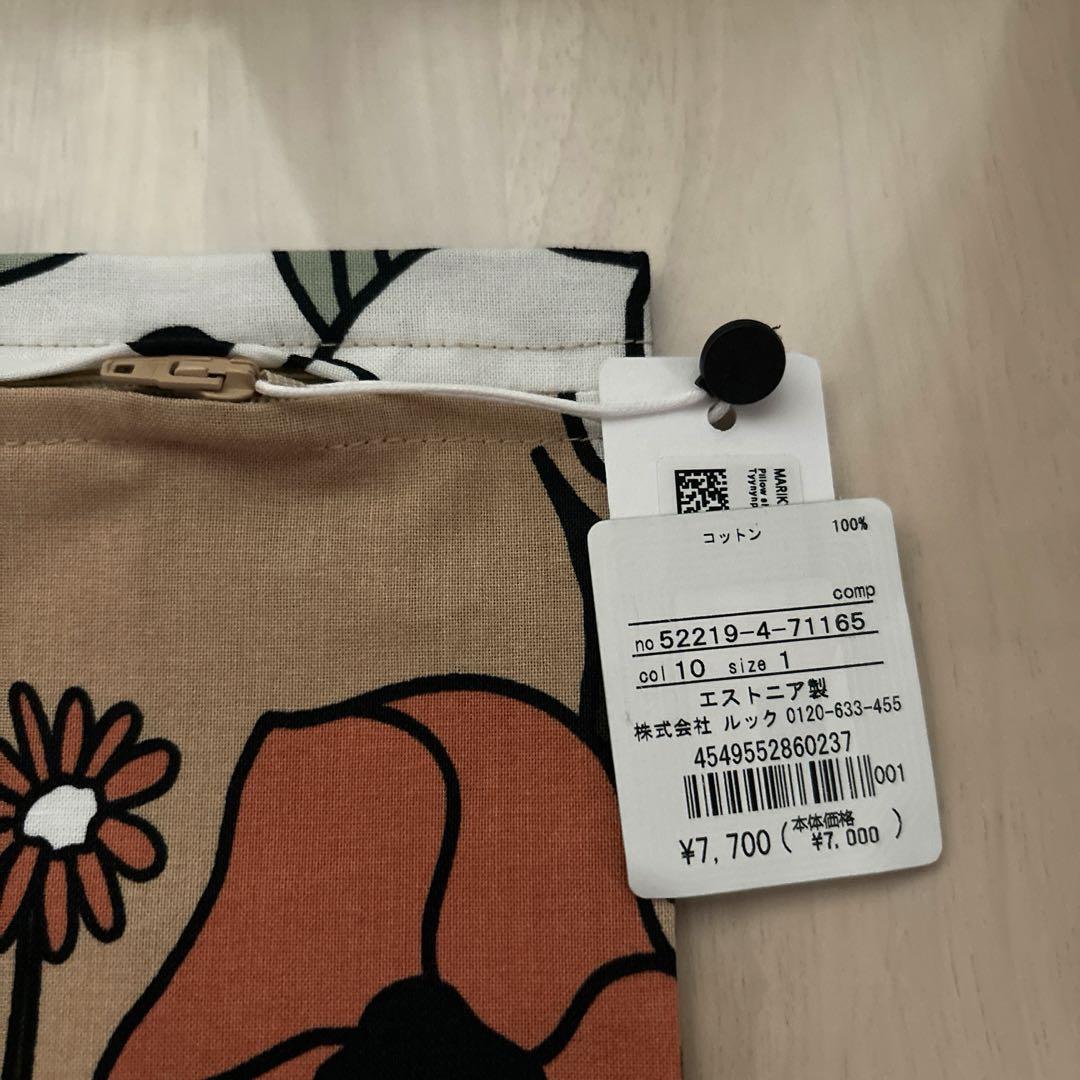 MARIK
Pillow
コットン 100%
comp
no 52219-4-71165
col 10 size 1
エストニア製
株式会社 ルック 0120-633-455
4549552860237
001
¥7,700 (本体価格 ¥7,000)